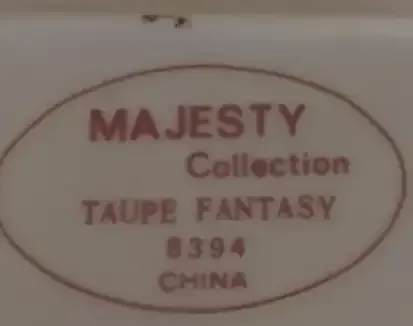 MAJESTY
Collection
TAUPE FANTASY
8394
CHINA